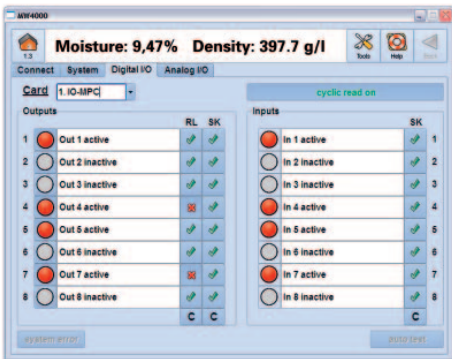 MW4000
Moisture: 9,47% Density: 397.7 g/l
1.3
Tools
Help
Back
Connect System Digital I/O Analog I/O
Card 1. IO-MPC
cyclic read on
Outputs
RL SK
1 Out 1 active
2 Out 2 inactive
3 Out 3 inactive
4 Out 4 active
5 Out 5 active
6 Out 6 inactive
7 Out 7 active
8 Out 8 inactive
C C
Inputs
SK
In 1 active 1
In 2 inactive 2
In 3 inactive 3
In 4 active 4
In 5 active 5
In 6 inactive 6
In 7 active 7
In 8 inactive 8
C
system error
auto test